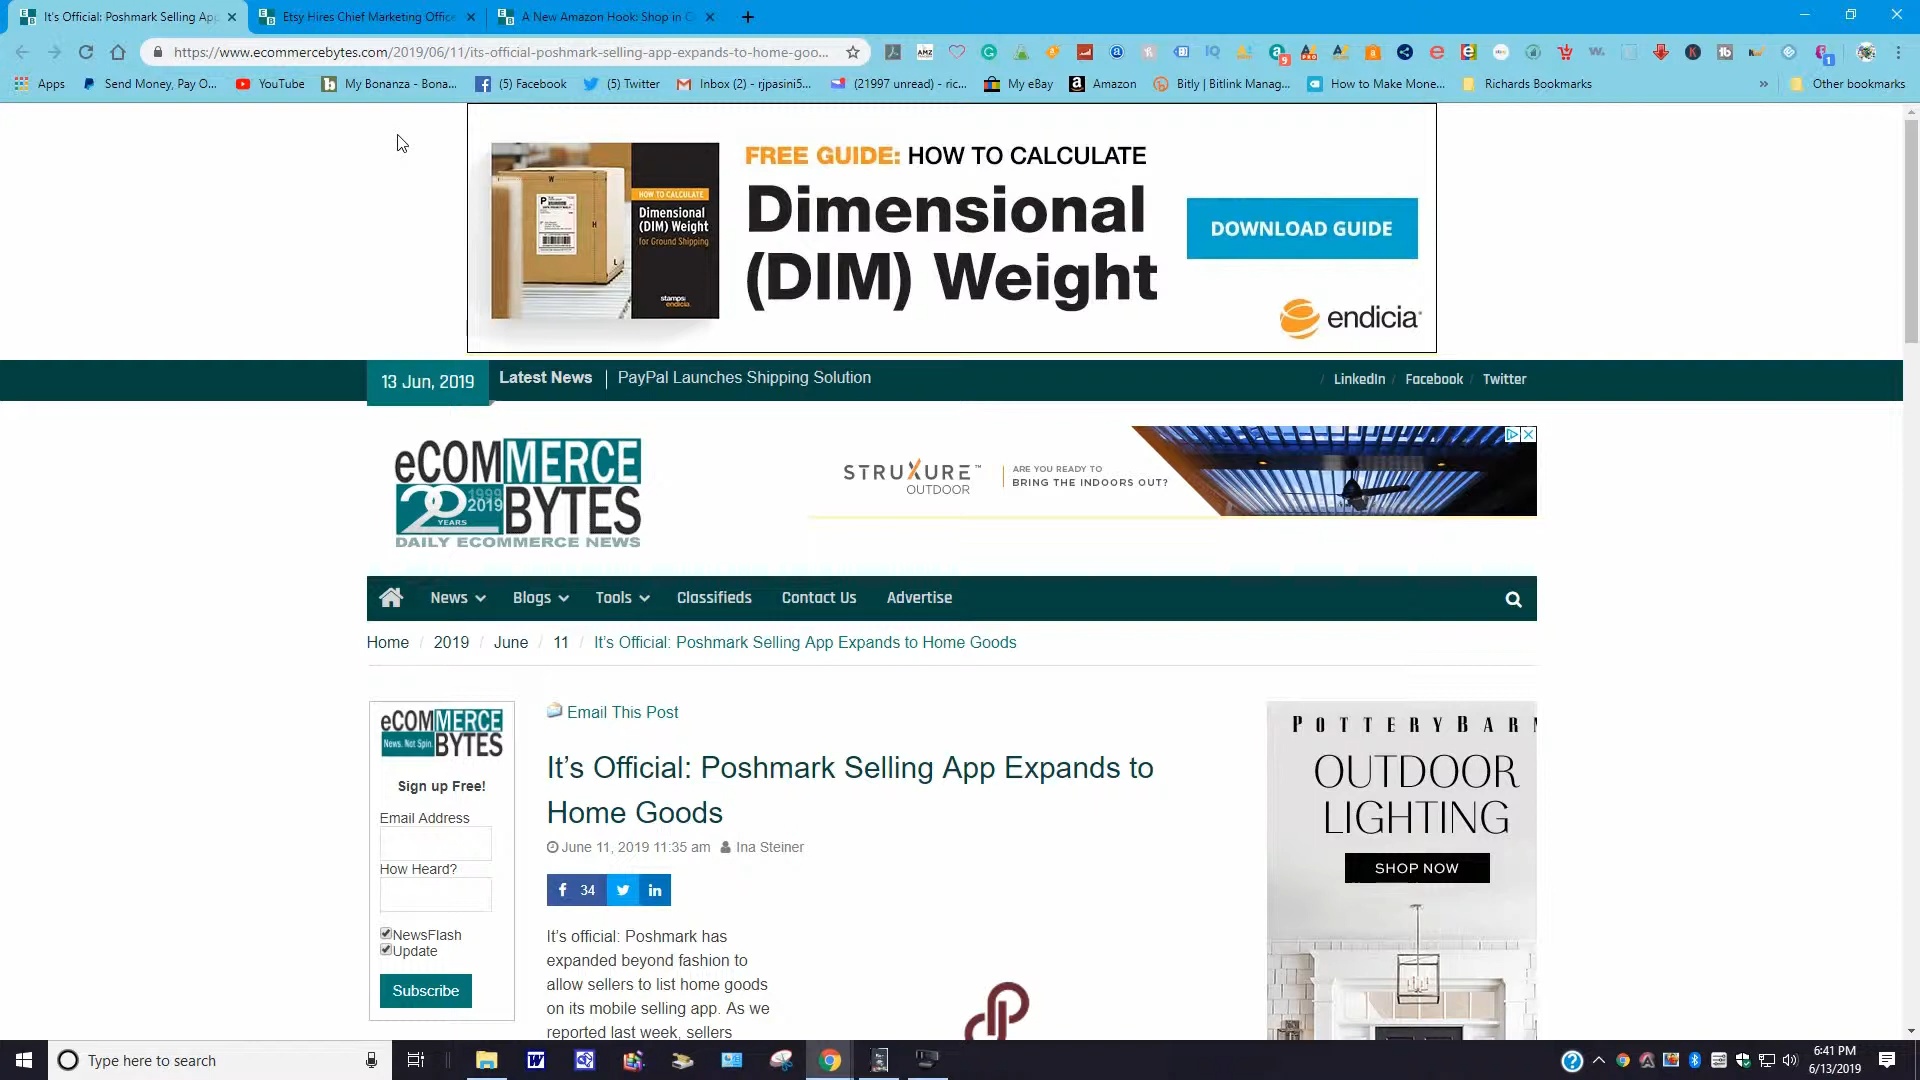 It's Official: Poshmark Selling App
Etsy Hires Chief Marketing Office
A New Amazon Hook: Shop in C
https://www.ecommercebytes.com/2019/06/11/its-official-poshmark-selling-app-expands-to-home-goo...
Apps
Send Money, Pay O...
YouTube
My Bonanza - Bona...
(5) Facebook
(5) Twitter
Inbox (2) - rjpasini5...
(21997 unread) - ric...
My eBay
Amazon
Bitly | Bitlink Manag...
How to Make Mone...
Richards Bookmarks
»
Other bookmarks
FREE GUIDE: HOW TO CALCULATE
Dimensional
(DIM) Weight
DOWNLOAD GUIDE
endicia
HOW TO CALCULATE
Dimensional
(DIM) Weight
for Ground Shipping
stamps
endicia
13 Jun, 2019
Latest News | PayPal Launches Shipping Solution
/ LinkedIn / Facebook / Twitter
eCOMMERCE
20 1999 2019 BYTES
YEARS
DAILY ECOMMERCE NEWS
STRUXURE™
OUTDOOR
ARE YOU READY TO
BRING THE INDOORS OUT?
News Blogs Tools Classifieds Contact Us Advertise
Home / 2019 / June / 11 / It's Official: Poshmark Selling App Expands to Home Goods
eCOMMERCE
News. Not Spin. BYTES
Sign up Free!
Email Address
How Heard?
NewsFlash
Update
Subscribe
Email This Post
It's Official: Poshmark Selling App Expands to
Home Goods
June 11, 2019 11:35 am Ina Steiner
34
It's official: Poshmark has
expanded beyond fashion to
allow sellers to list home goods
on its mobile selling app. As we
reported last week, sellers
POTTERY BARN
OUTDOOR
LIGHTING
SHOP NOW
Type here to search
6:41 PM
6/13/2019